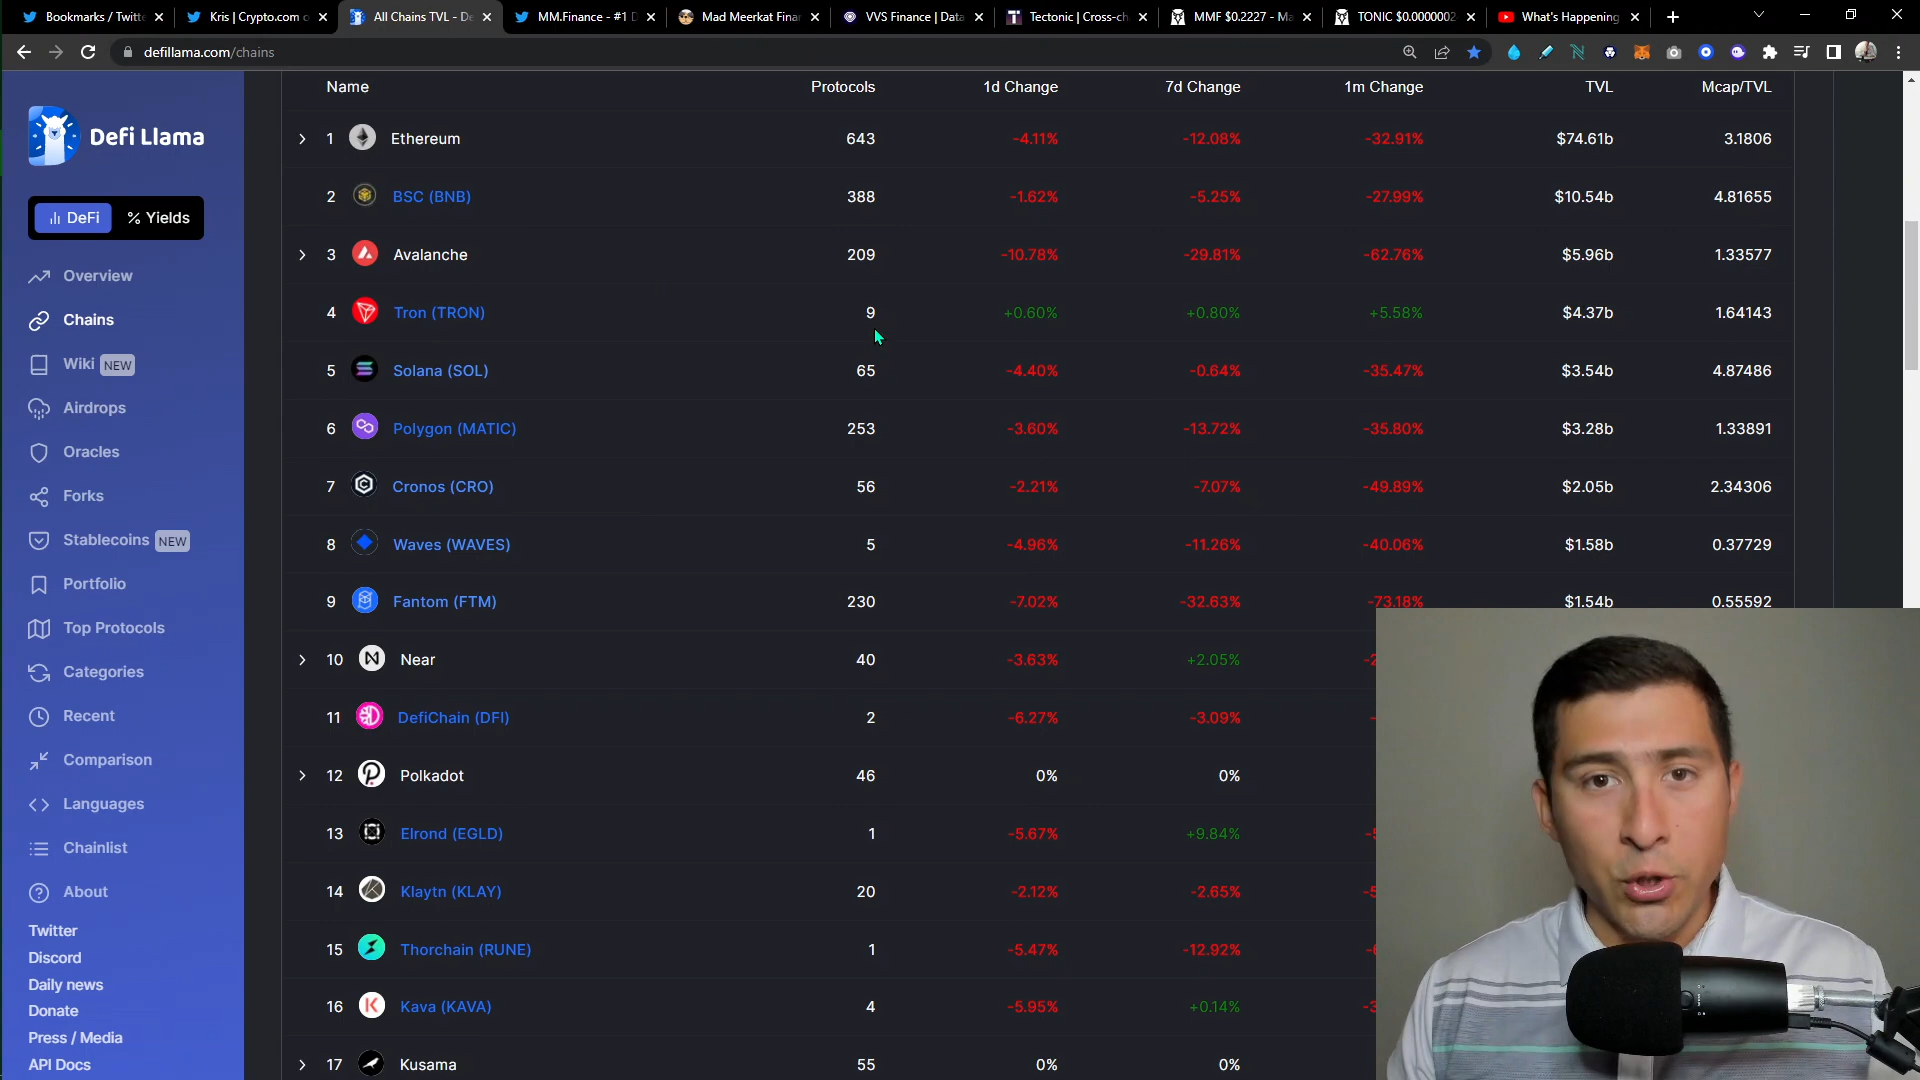 Bookmarks / Twitte
Kris | Crypto.com o
All Chains TVL - De
MM.Finance - #1 D
Mad Meerkat Finan
VVS Finance | Data
Tectonic | Cross-ch
MMF $0.2227 - Ma
TONIC $0.0000002
What's Happening
defillama.com/chains
Defi Llama
DeFi
% Yields
Overview
Chains
Wiki NEW
Airdrops
Oracles
Forks
Stablecoins NEW
Portfolio
Top Protocols
Categories
Recent
Comparison
Languages
Chainlist
About
Twitter
Discord
Daily news
Donate
Press / Media
API Docs
Name Protocols 1d Change 7d Change 1m Change TVL Mcap/TVL
1 Ethereum 643 -4.11% -12.08% -32.91% $74.61b 3.1806
2 BSC (BNB) 388 -1.62% -5.25% -27.99% $10.54b 4.81655
3 Avalanche 209 -10.78% -29.81% -62.76% $5.96b 1.33577
4 Tron (TRON) 9 +0.60% +0.80% +5.58% $4.37b 1.64143
5 Solana (SOL) 65 -4.40% -0.64% -35.47% $3.54b 4.87486
6 Polygon (MATIC) 253 -3.60% -13.72% -35.80% $3.28b 1.33891
7 Cronos (CRO) 56 -2.21% -7.07% -49.89% $2.05b 2.34306
8 Waves (WAVES) 5 -4.96% -11.26% -40.06% $1.58b 0.37729
9 Fantom (FTM) 230 -7.02% -32.63% -73.18% $1.54b 0.55592
10 Near 40 -3.63% +2.05%
11 DefiChain (DFI) 2 -6.27% -3.09%
12 Polkadot 46 0% 0%
13 Elrond (EGLD) 1 -5.67% +9.84%
14 Klaytn (KLAY) 20 -2.12% -2.65%
15 Thorchain (RUNE) 1 -5.47% -12.92%
16 Kava (KAVA) 4 -5.95% +0.14%
17 Kusama 55 0% 0%